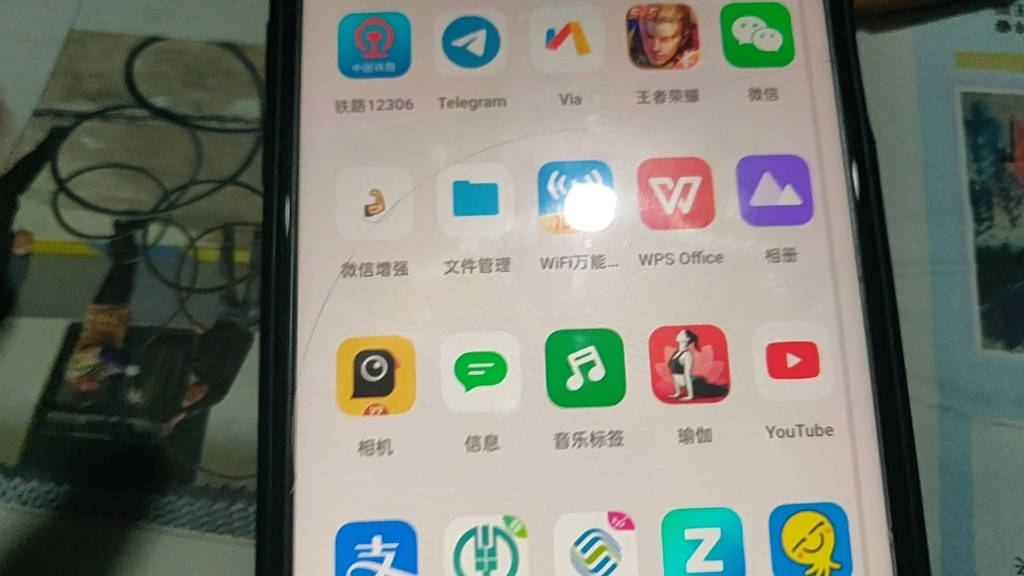 中国铁路
铁路12306
Telegram
Via
5v5
王者荣耀
微信
微信增强
文件管理
WiFi万能...
W
WPS Office
相册
相机
信息
音乐标签
瑜伽
YouTube
支
Z